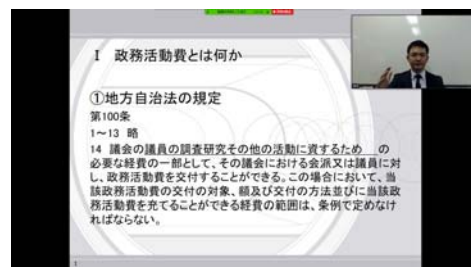 Ⅰ 政務活動費とは何か
①地方自治法の規定
第100条
1~13 略
14 議会の議員の調査研究その他の活動に資するため の
必要な経費の一部として、その議会における会派又は議員に対
し、政務活動費を交付することができる。この場合において、当
該政務活動費の交付の対象、額及び交付の方法並びに当該政
務活動費を充てることができる経費の範囲は、条例で定めなけ
ればならない。
1